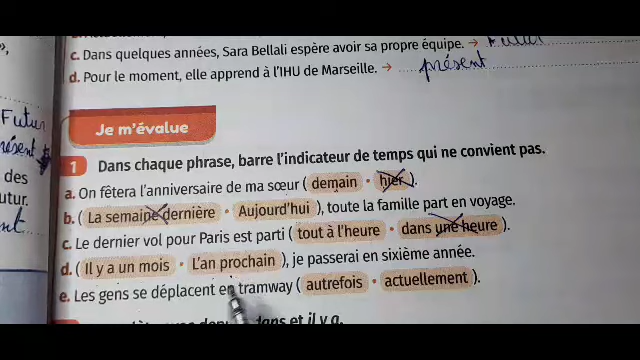 c. Dans quelques années, Sara Bellali espère avoir sa propre équipe. → Futur
d. Pour le moment, elle apprend à l'IHU de Marseille. → présent
Futur
résent
des
utur.
Je m'évalue
1 Dans chaque phrase, barre l'indicateur de temps qui ne convient pas.
a. On fêtera l'anniversaire de ma sœur ( demain • hier ).
b. ( La semaine dernière • Aujourd'hui ), toute la famille part en voyage.
c. Le dernier vol pour Paris est parti ( tout à l'heure • dans une heure ).
d. ( Il y a un mois • L'an prochain ), je passerai en sixième année.
e. Les gens se déplacent en tramway ( autrefois • actuellement ).
et il y a.